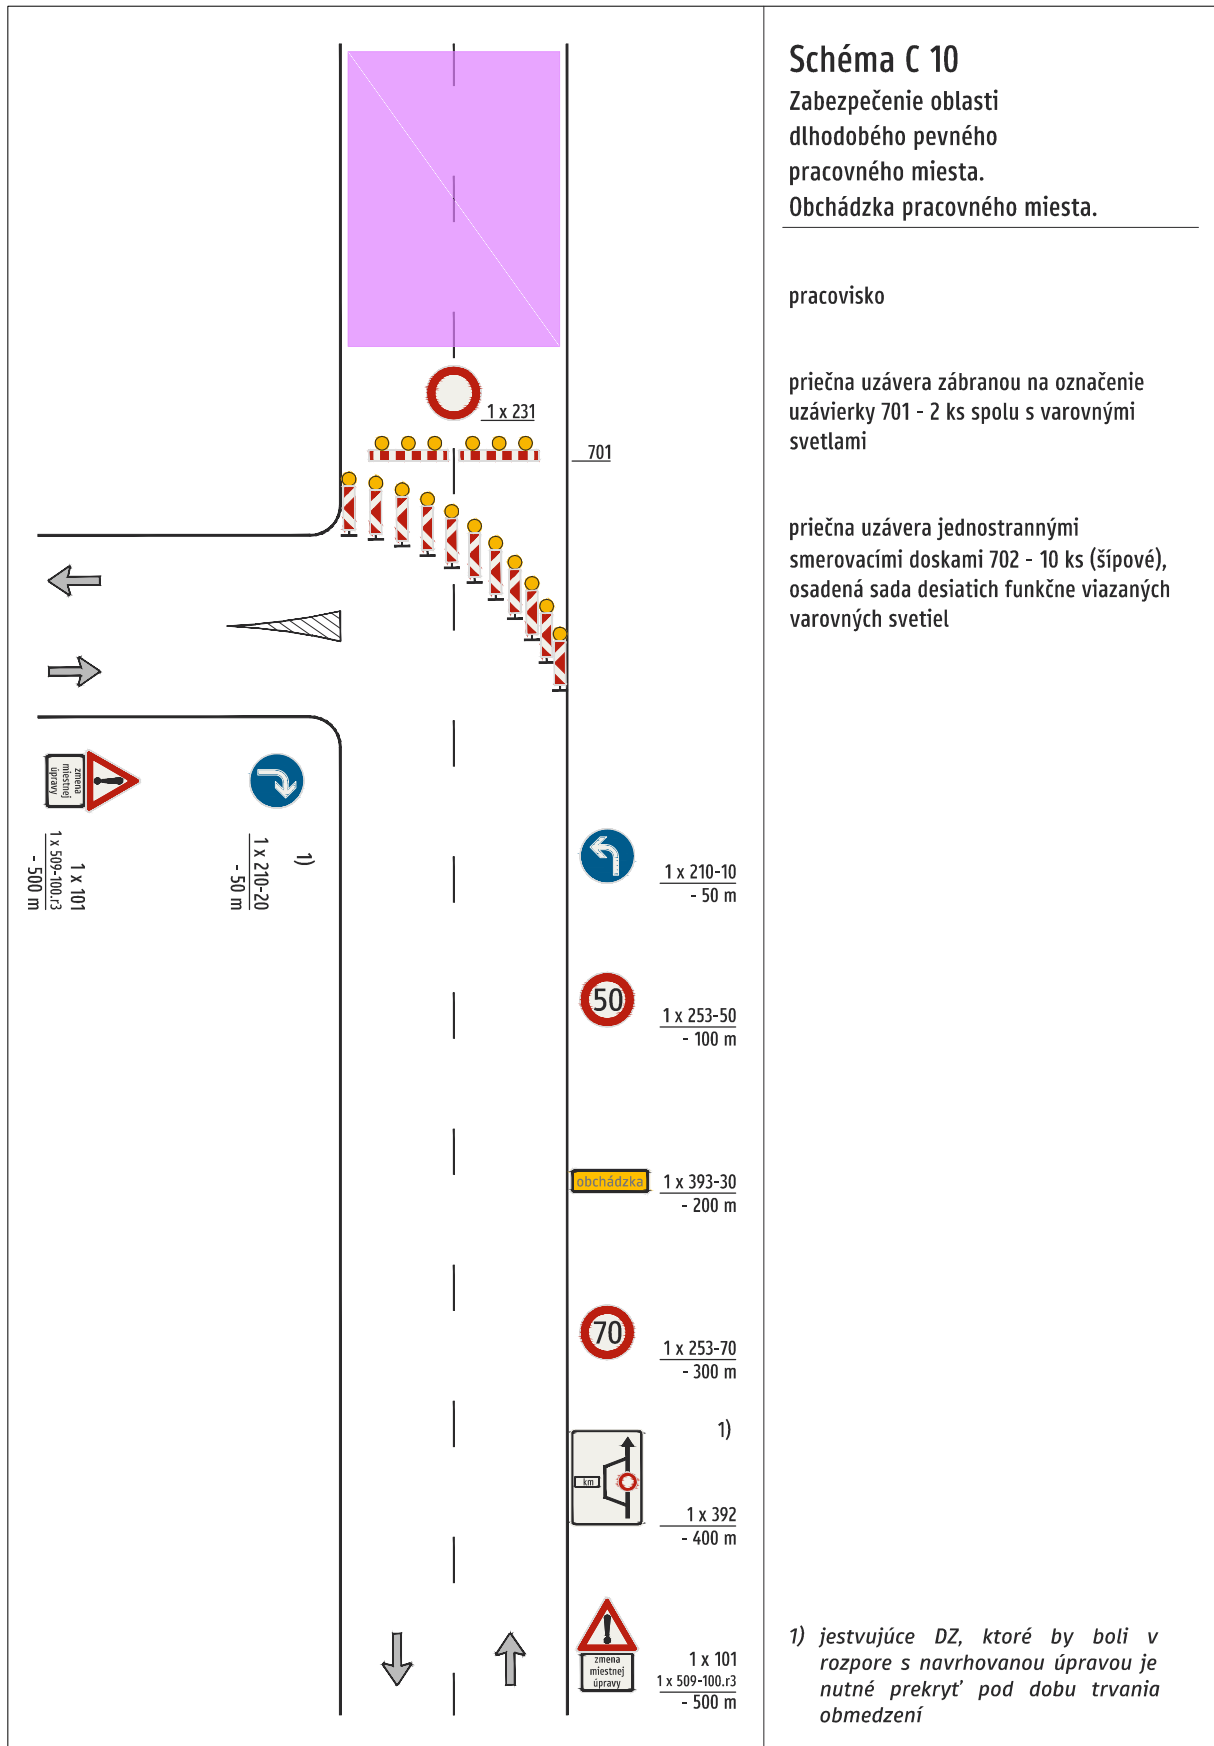 Schéma C 10
Zabezpečenie oblasti
dlhodobého pevného
pracovného miesta.
Obchádzka pracovného miesta.
pracovisko
priečna uzávera zábranou na označenie
uzávierky 701 - 2 ks spolu s varovnými
svetlami
priečna uzávera jednostrannými
smerovacími doskami 702 - 10 ks (šípové),
osadená sada desiatich funkčne viazaných
varovných svetiel
1 x 231
701
zmena
miestnej
úpravy
1 x 101
1 x 509-100.r3
- 500 m
1)
1 x 210-20
- 50 m
1 x 210-10
- 50 m
50
1 x 253-50
- 100 m
obchádzka
1 x 393-30
- 200 m
70
1 x 253-70
- 300 m
1)
km
1 x 392
- 400 m
zmena
miestnej
úpravy
1 x 101
1 x 509-100.r3
- 500 m
1) jestvujúce DZ, ktoré by boli v
rozpore s navrhovanou úpravou je
nutné prekryť pod dobu trvania
obmedzení